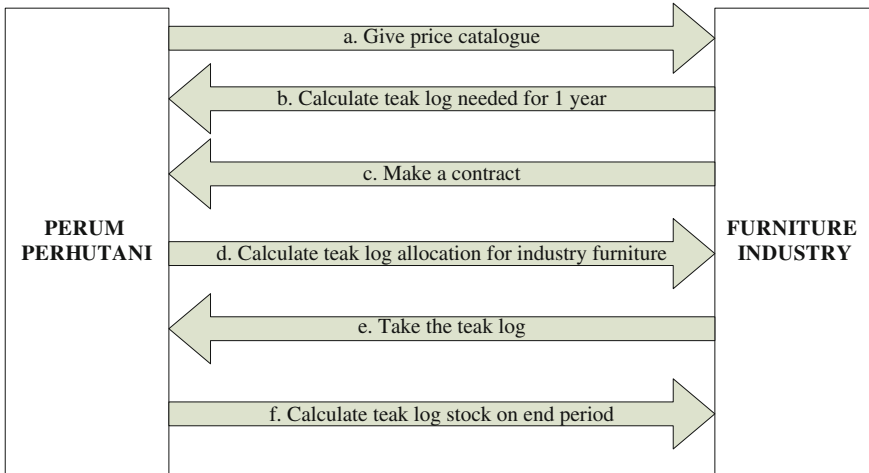 a. Give price catalogue
b. Calculate teak log needed for 1 year
c. Make a contract
PERUM
PERHUTANI
d. Calculate teak log allocation for industry furniture
FURNITURE
INDUSTRY
e. Take the teak log
f. Calculate teak log stock on end period